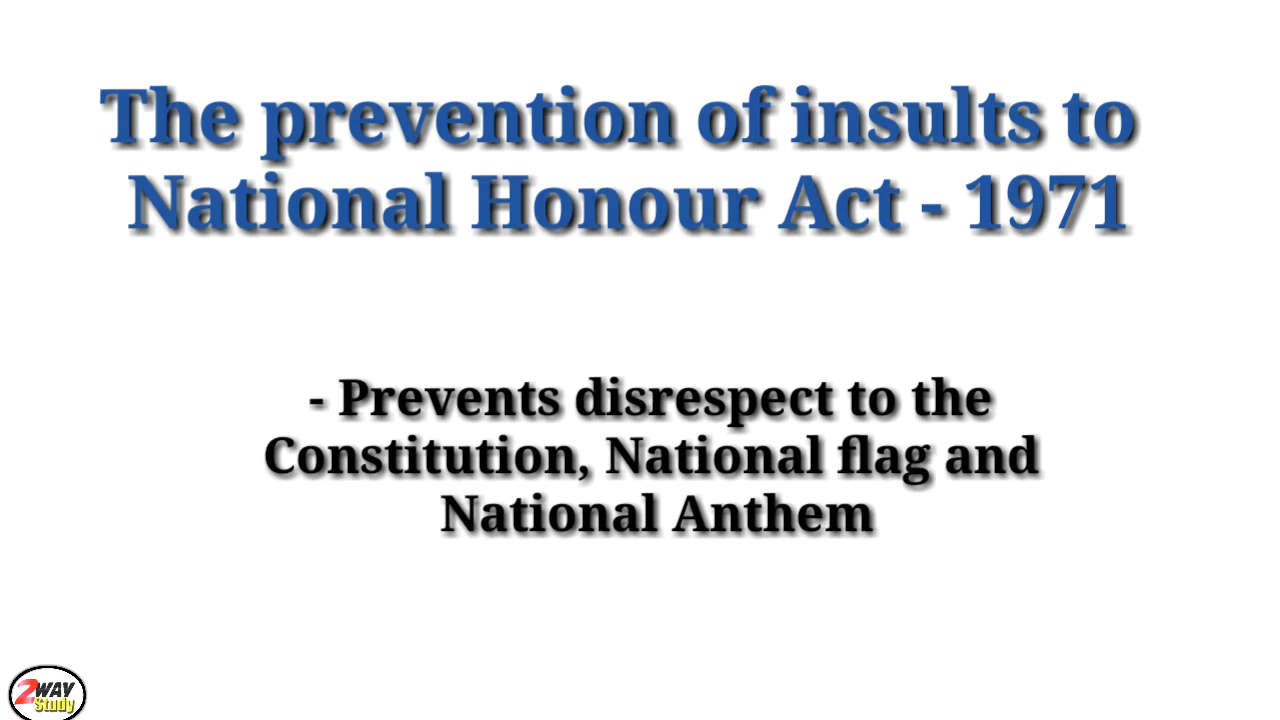 The prevention of insults to
National Honour Act - 1971
- Prevents disrespect to the
Constitution, National flag and
National Anthem
2WAY
Study